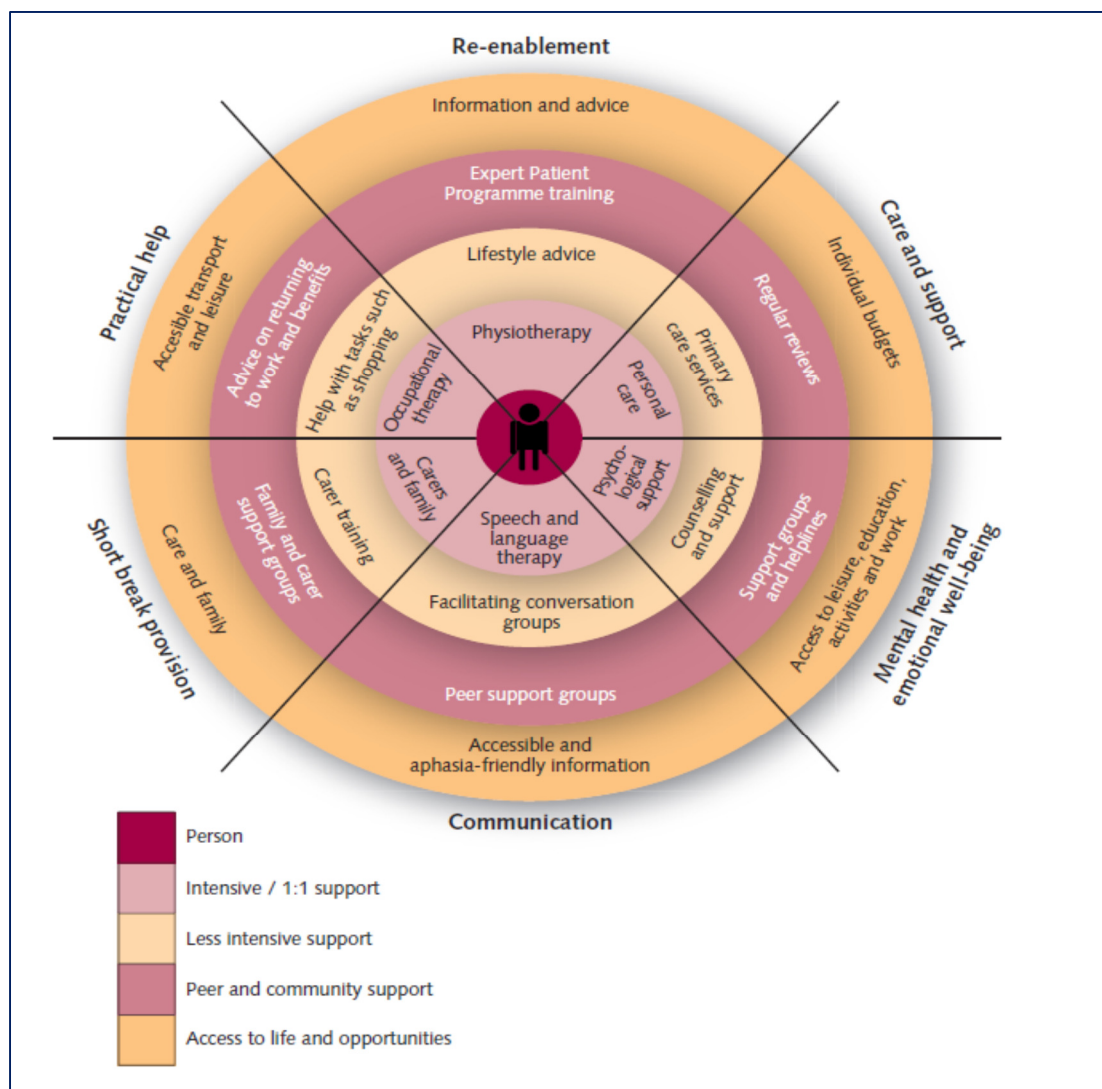 Re-enablement
Information and advice
Expert Patient
Programme training
Lifestyle advice
Physiotherapy
Care and support
Individual budgets
Regular reviews
Primary
care services
Personal
care
Mental health and
emotional well-being
Access to leisure, education,
activities and work
Support groups
and helplines
Counselling
and support
Psycho-
logical
support
Speech and
language
therapy
Facilitating conversation
groups
Peer support groups
Accessible and
aphasia-friendly information
Communication
Short break provision
Care and family
Family and carer
support groups
Carer training
Carers
and family
Practical help
Accesible transport
and leisure
Advice on returning
to work and benefits
Help with tasks such
as shopping
Occupational
therapy
Person
Intensive / 1:1 support
Less intensive support
Peer and community support
Access to life and opportunities